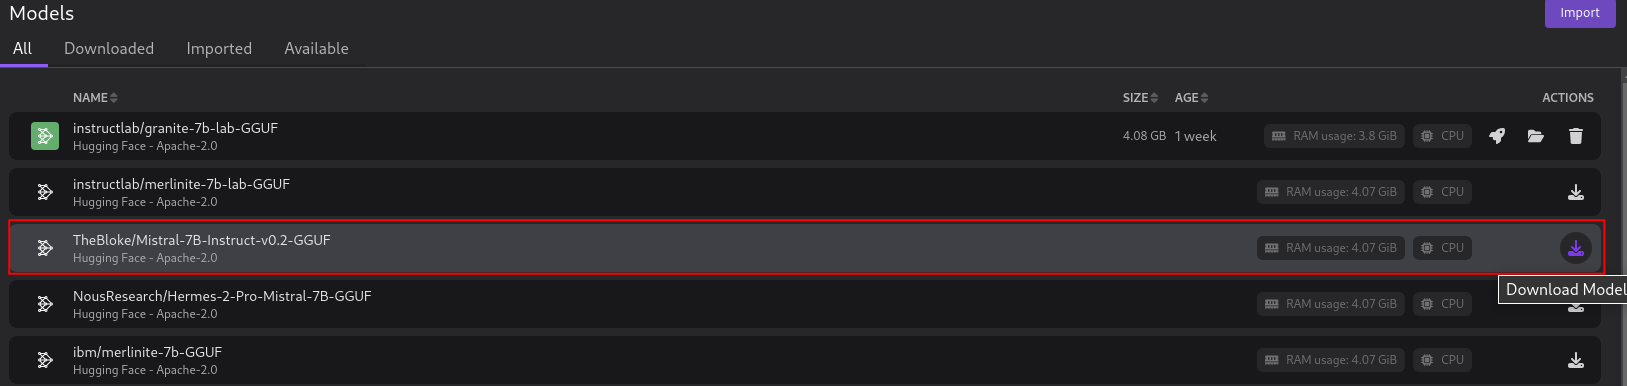 Models
Import
All Downloaded Imported Available
NAME SIZE AGE ACTIONS
instructlab/granite-7b-lab-GGUF
Hugging Face - Apache-2.0
4.08 GB 1 week RAM usage: 3.8 GiB CPU
instructlab/merlinite-7b-lab-GGUF
Hugging Face - Apache-2.0
RAM usage: 4.07 GiB CPU
TheBloke/Mistral-7B-Instruct-v0.2-GGUF
Hugging Face - Apache-2.0
RAM usage: 4.07 GiB CPU
Download Model
NousResearch/Hermes-2-Pro-Mistral-7B-GGUF
Hugging Face - Apache-2.0
RAM usage: 4.07 GiB CPU
ibm/merlinite-7b-GGUF
Hugging Face - Apache-2.0
RAM usage: 4.07 GiB CPU